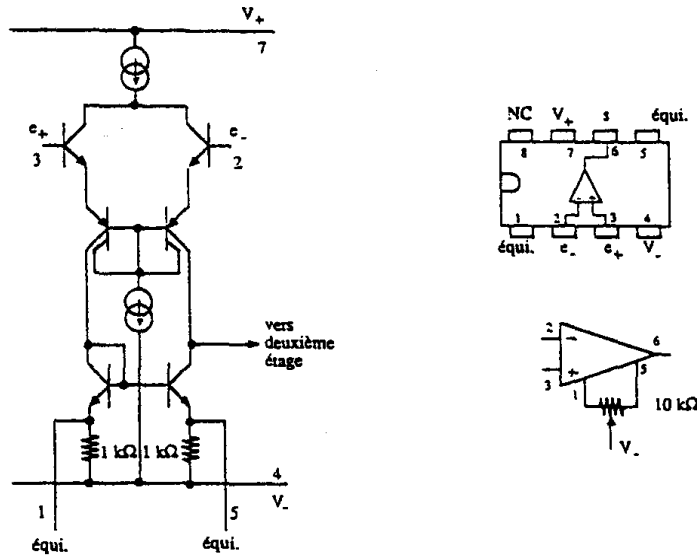 V+
7
e+
3
e-
2
vers
deuxième
étage
1 kΩ 1 kΩ
4
V-
1
5
équi.
équi.
NC V+ s équi.
8 7 6 5
- +
1 2 3 4
équi. e- e+ V-
2
-
6
+
3
5
1
10 kΩ
V-